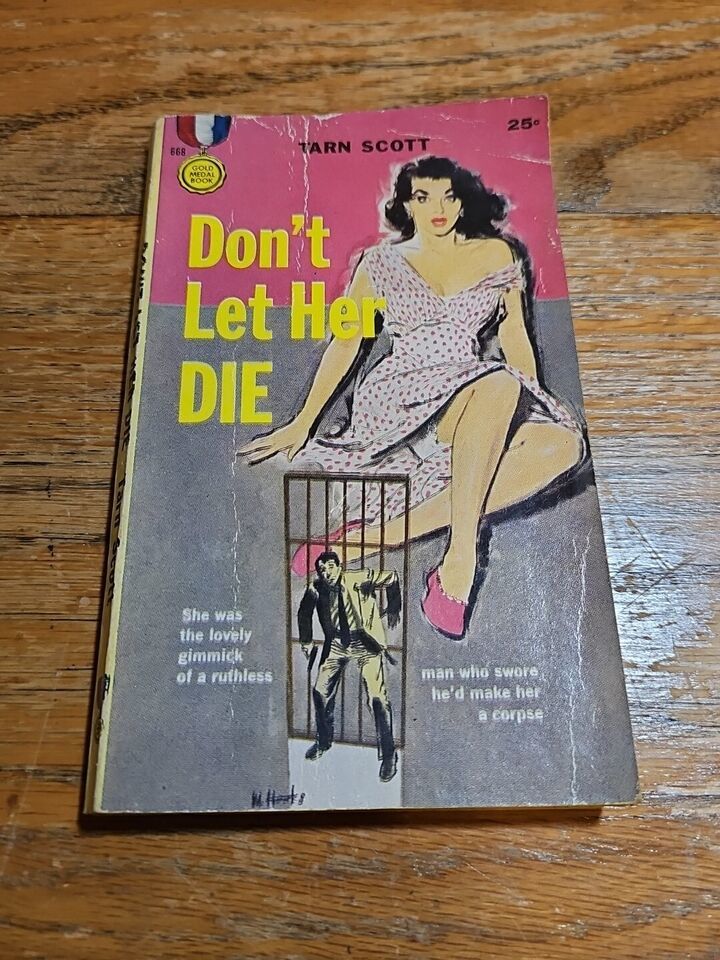 TARN SCOTT
25¢
668
GOLD
MEDAL
BOOK
Don't
Let Her
DIE
She was
the lovely
gimmick
of a ruthless
man who swore
he'd make her
a corpse